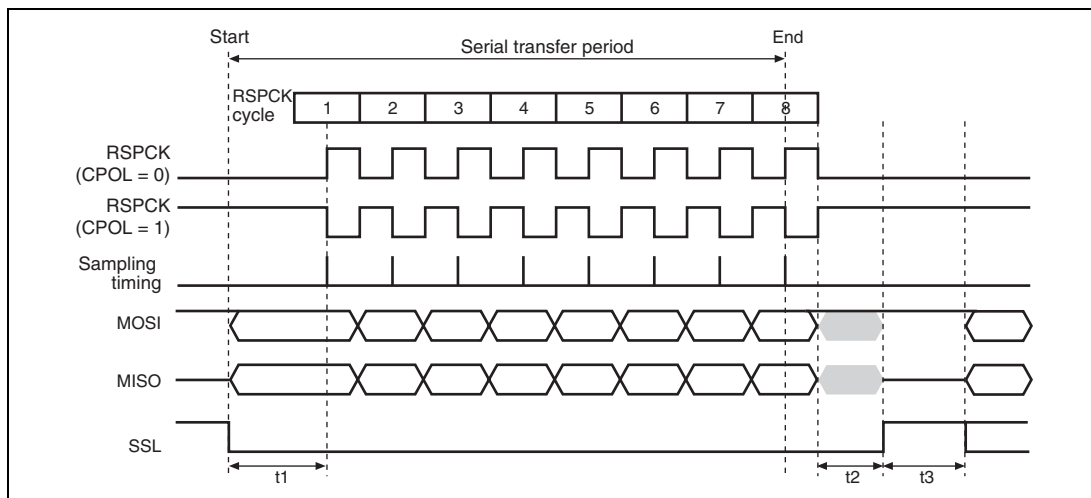 Start
End
Serial transfer period
RSPCK
cycle
1 2 3 4 5 6 7 8
RSPCK
(CPOL = 0)
RSPCK
(CPOL = 1)
Sampling
timing
MOSI
MISO
SSL
t1
t2
t3